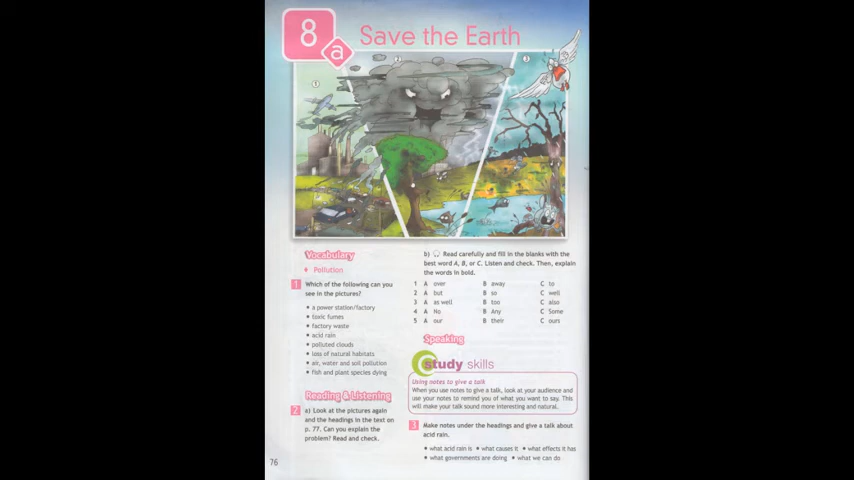 8
a
Save the Earth
1
2
3
Vocabulary
♦ Pollution
1 Which of the following can you
see in the pictures?
• a power station/factory
• toxic fumes
• factory waste
• acid rain
• polluted clouds
• loss of natural habitats
• air, water and soil pollution
• fish and plant species dying
Reading & Listening
2 a) Look at the pictures again
and the headings in the text on
p. 77. Can you explain the
problem? Read and check.
b) Read carefully and fill in the blanks with the
best word A, B, or C. Listen and check. Then, explain
the words in bold.
1 A over B away C to
2 A but B so C well
3 A as well B too C also
4 A No B Any C Some
5 A our B their C ours
Speaking
study skills
Using notes to give a talk
When you use notes to give a talk, look at your audience and
use your notes to remind you of what you want to say. This
will make your talk sound more interesting and natural.
3 Make notes under the headings and give a talk about
acid rain.
• what acid rain is • what causes it • what effects it has
• what governments are doing • what we can do
76